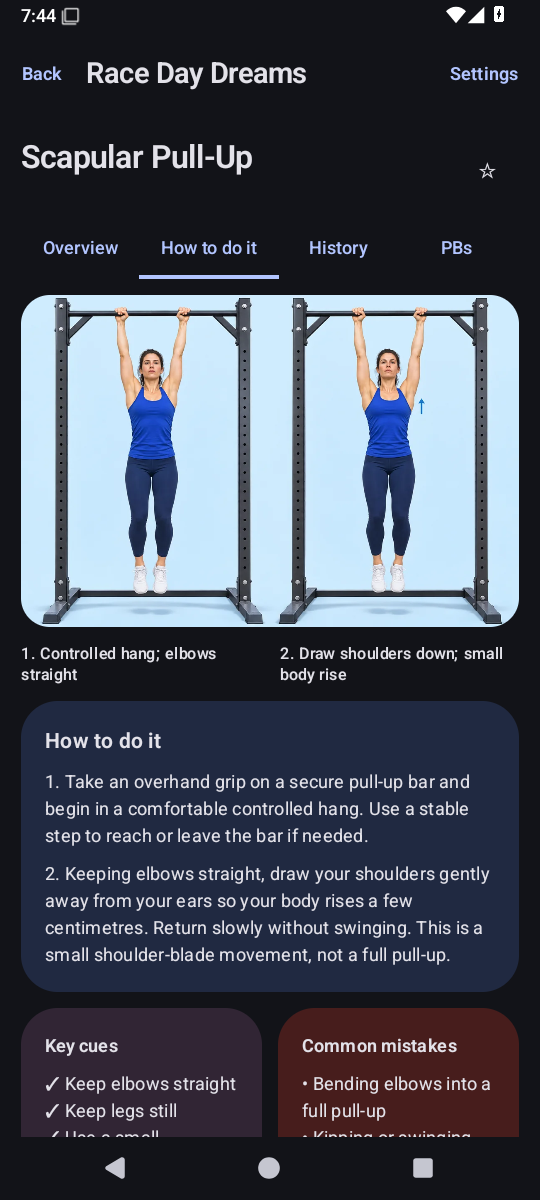 7:44
Back Race Day Dreams Settings
Scapular Pull-Up
☆
Overview How to do it History PBs
↑
1. Controlled hang; elbows
straight
2. Draw shoulders down; small
body rise
How to do it
1. Take an overhand grip on a secure pull-up bar and
begin in a comfortable controlled hang. Use a stable
step to reach or leave the bar if needed.
2. Keeping elbows straight, draw your shoulders gently
away from your ears so your body rises a few
centimetres. Return slowly without swinging. This is a
small shoulder-blade movement, not a full pull-up.
Key cues
✓ Keep elbows straight
✓ Keep legs still
✓ Use a small
Common mistakes
• Bending elbows into a
full pull-up
• Kipping or swinging